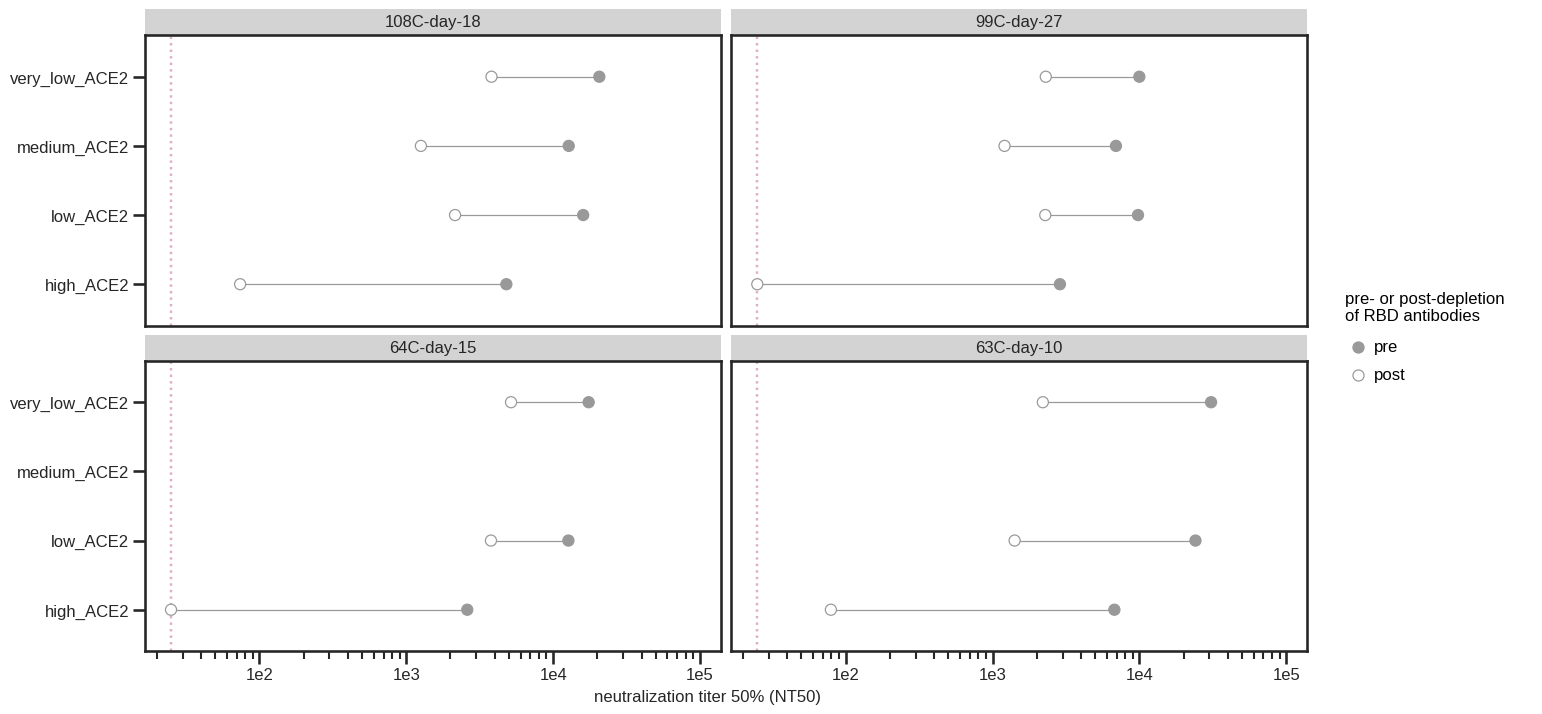 108C-day-18
99C-day-27
very_low_ACE2
medium_ACE2
low_ACE2
high_ACE2
64C-day-15
63C-day-10
very_low_ACE2
medium_ACE2
low_ACE2
high_ACE2
1e2
1e3
1e4
1e5
1e2
1e3
1e4
1e5
neutralization titer 50% (NT50)
pre- or post-depletion
of RBD antibodies
pre
post